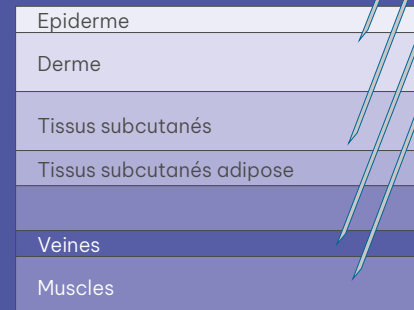 Epiderme
Derme
Tissus subcutanés
Tissus subcutanés adipose
Veines
Muscles